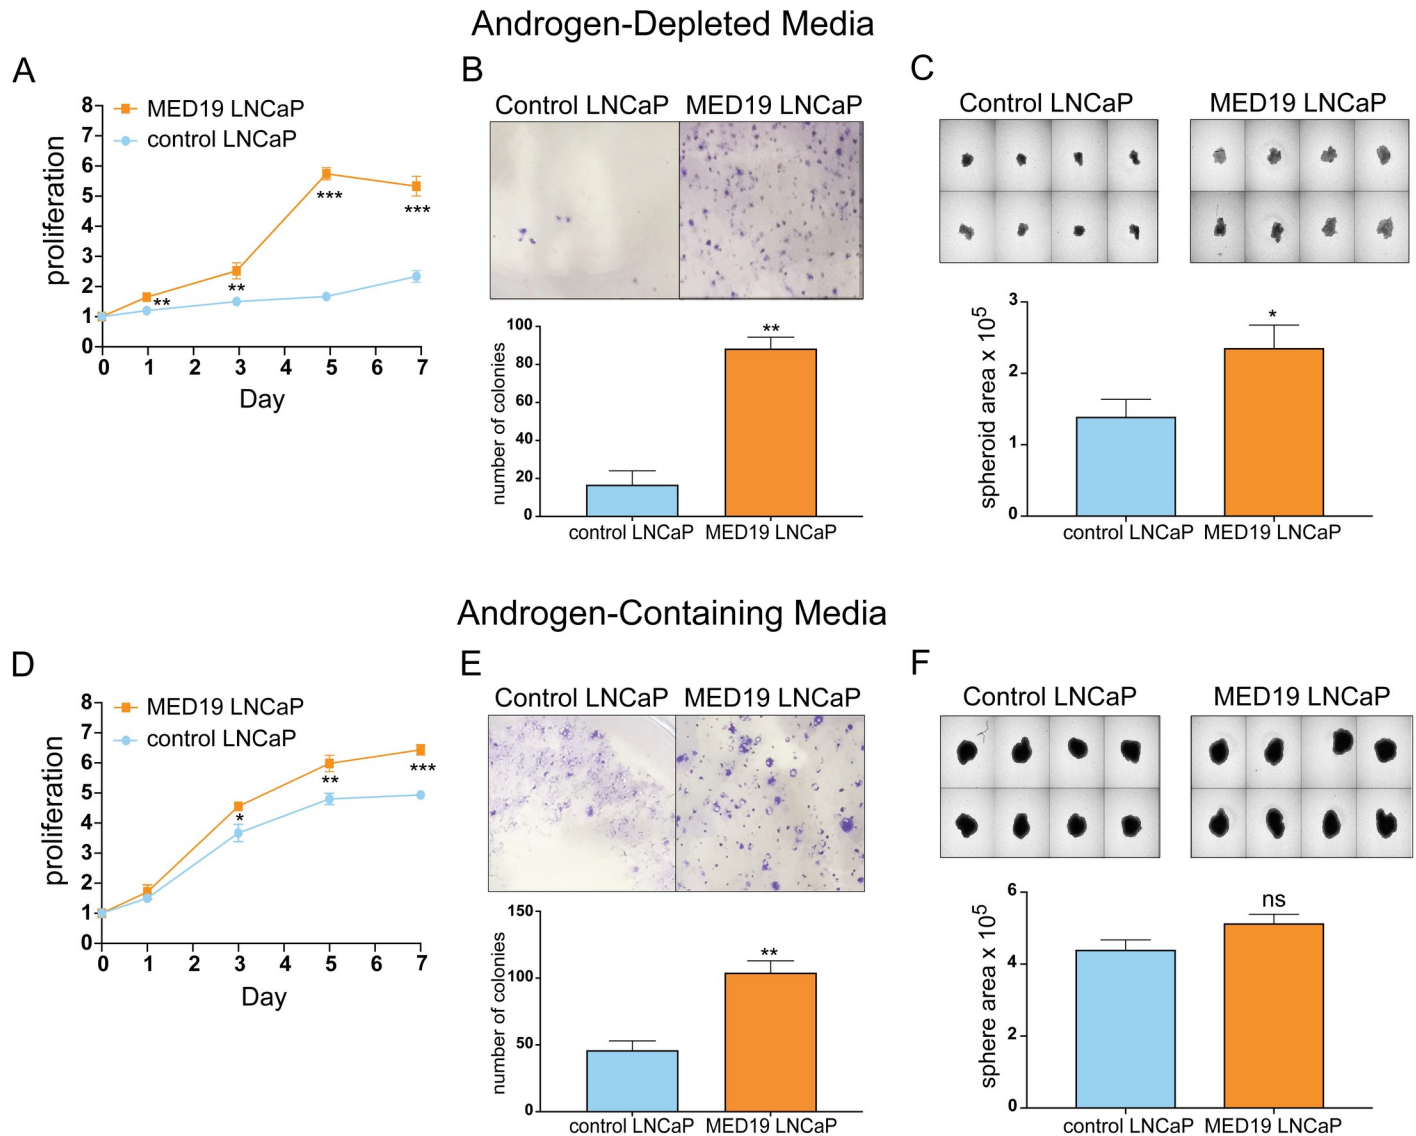 Androgen-Depleted Media
A
MED19 LNCaP
control LNCaP
proliferation
8
7
6
5
4
3
2
1
0
** ** *** ***
0 1 2 3 4 5 6 7
Day
B
Control LNCaP MED19 LNCaP
number of colonies
100
80
60
40
20
0
**
control LNCaP MED19 LNCaP
C
Control LNCaP MED19 LNCaP
spheroid area x 10⁵
3
2
1
0
*
control LNCaP MED19 LNCaP
Androgen-Containing Media
D
MED19 LNCaP
control LNCaP
proliferation
8
7
6
5
4
3
2
1
0
* ** ***
0 1 2 3 4 5 6 7
Day
E
Control LNCaP MED19 LNCaP
number of colonies
150
100
50
0
**
control LNCaP MED19 LNCaP
F
Control LNCaP MED19 LNCaP
sphere area x 10⁵
6
4
2
0
ns
control LNCaP MED19 LNCaP